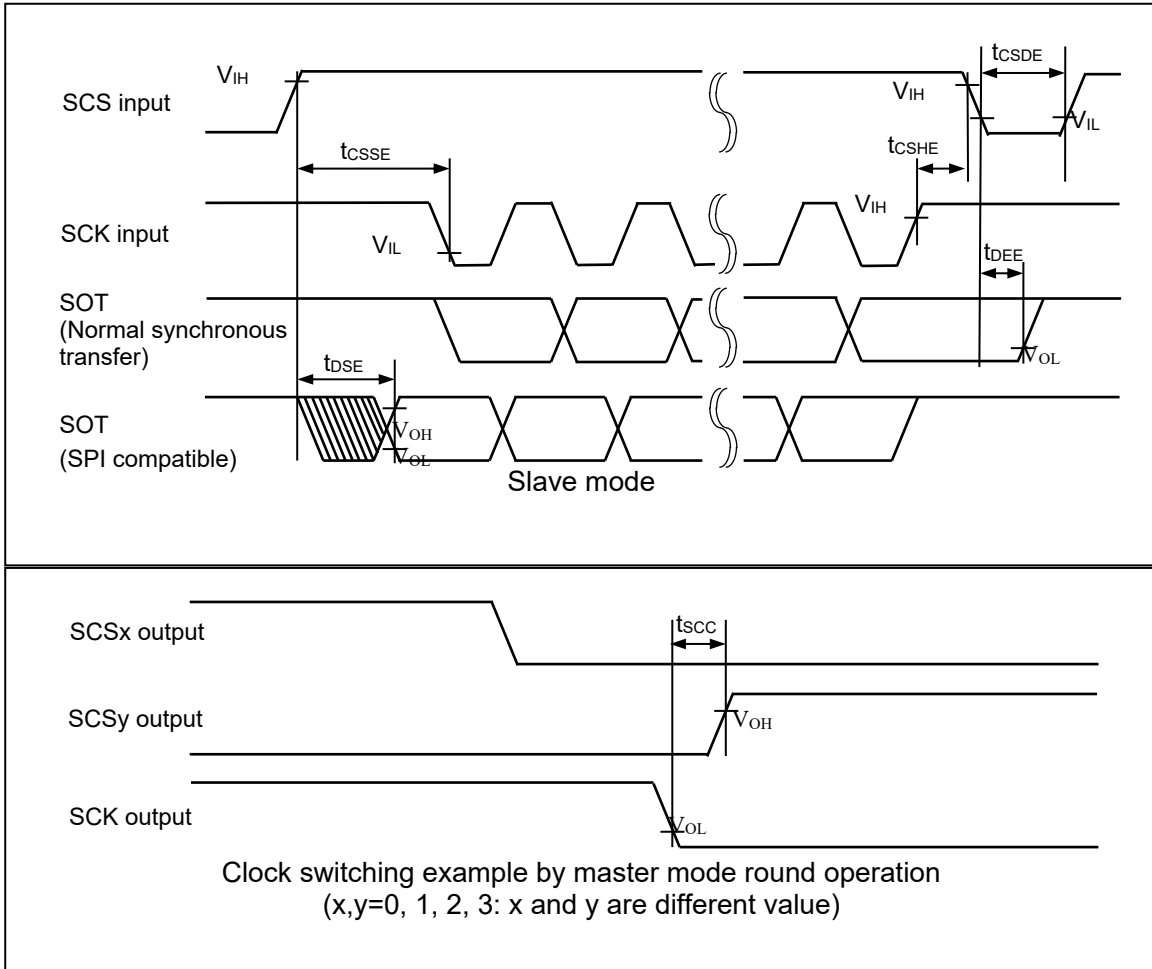 tCSDE
VIH
SCS input
VIH
VIL
tCSSE
tCSHE
SCK input
VIH
VIL
tDEE
SOT
(Normal synchronous
transfer)
VOL
tDSE
SOT
(SPI compatible)
VOH
VOL
Slave mode
SCSx output
tSCC
SCSy output
VOH
SCK output
VOL
Clock switching example by master mode round operation
(x,y=0, 1, 2, 3: x and y are different value)